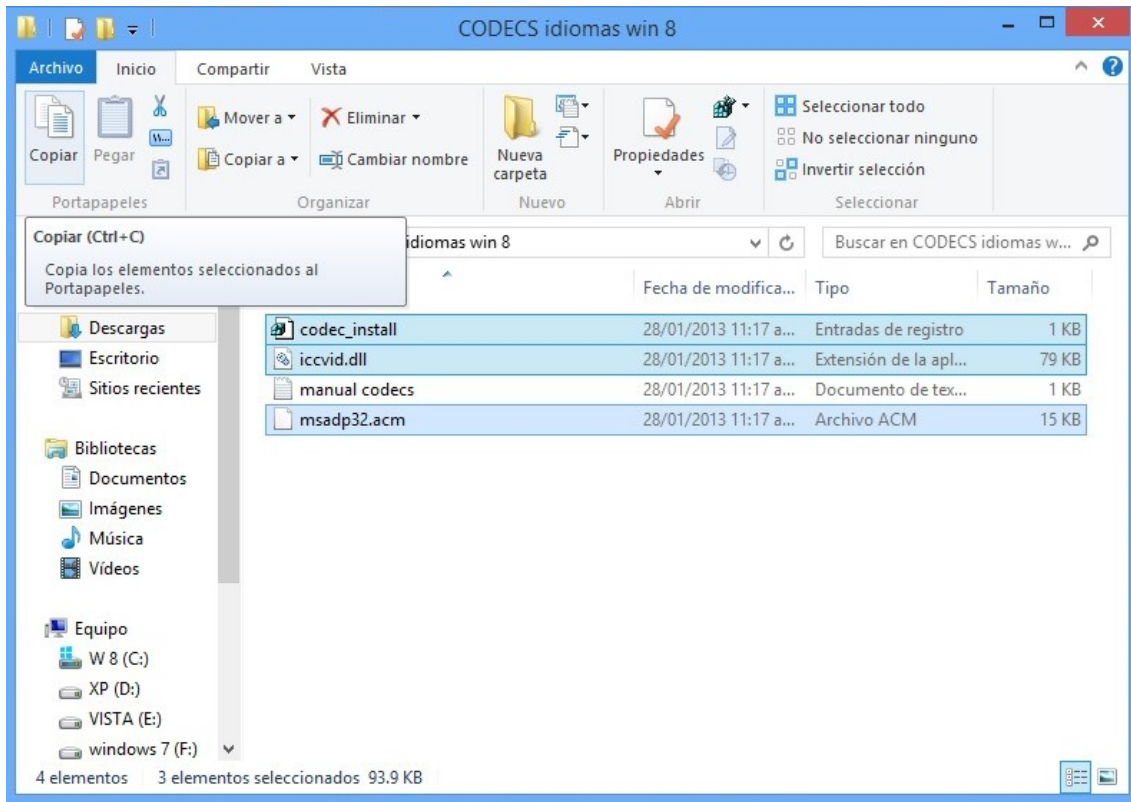 CODECS idiomas win 8
Archivo Inicio Compartir Vista
Copiar
Pegar
Mover a
Copiar a
Eliminar
Cambiar nombre
Nueva
carpeta
Propiedades
Seleccionar todo
No seleccionar ninguno
Invertir selección
Portapapeles Organizar Nuevo Abrir Seleccionar
Copiar (Ctrl+C)
Copia los elementos seleccionados al
Portapapeles.
idiomas win 8
Buscar en CODECS idiomas w...
Fecha de modifica... Tipo Tamaño
Descargas
Escritorio
Sitios recientes
Bibliotecas
Documentos
Imágenes
Música
Vídeos
Equipo
W 8 (C:)
XP (D:)
VISTA (E:)
windows 7 (F:)
codec_install 28/01/2013 11:17 a... Entradas de registro 1 KB
iccvid.dll 28/01/2013 11:17 a... Extensión de la apl... 79 KB
manual codecs 28/01/2013 11:17 a... Documento de tex... 1 KB
msadp32.acm 28/01/2013 11:17 a... Archivo ACM 15 KB
4 elementos 3 elementos seleccionados 93.9 KB